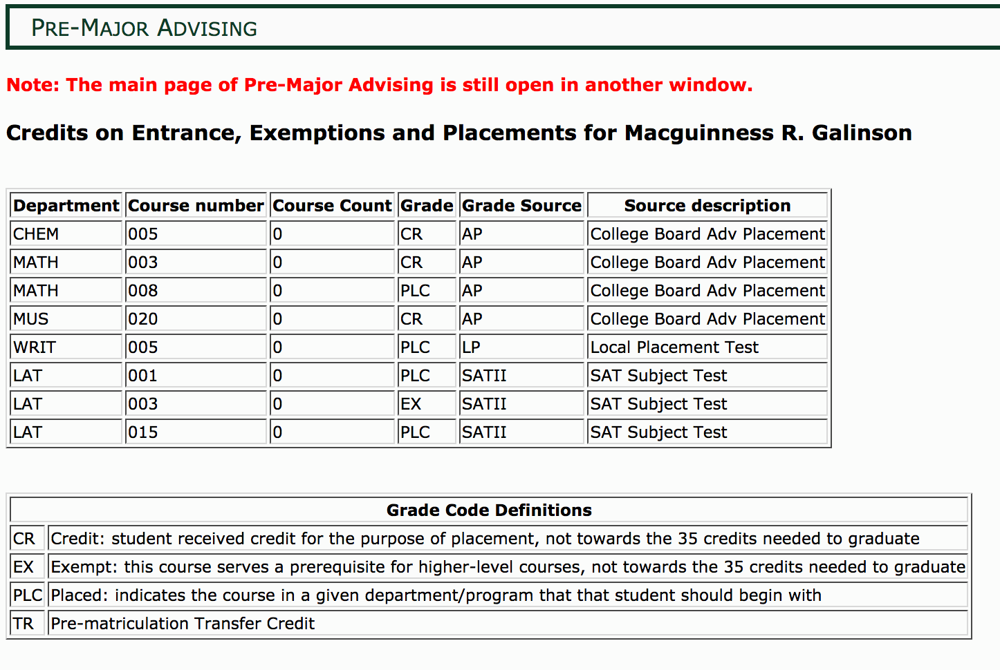 PRE-MAJOR ADVISING
Note: The main page of Pre-Major Advising is still open in another window.
Credits on Entrance, Exemptions and Placements for Macguinness R. Galinson
Department Course number Course Count Grade Grade Source Source description
CHEM 005 0 CR AP College Board Adv Placement
MATH 003 0 CR AP College Board Adv Placement
MATH 008 0 PLC AP College Board Adv Placement
MUS 020 0 CR AP College Board Adv Placement
WRIT 005 0 PLC LP Local Placement Test
LAT 001 0 PLC SATII SAT Subject Test
LAT 003 0 EX SATII SAT Subject Test
LAT 015 0 PLC SATII SAT Subject Test
Grade Code Definitions
CR Credit: student received credit for the purpose of placement, not towards the 35 credits needed to graduate
EX Exempt: this course serves a prerequisite for higher-level courses, not towards the 35 credits needed to graduate
PLC Placed: indicates the course in a given department/program that that student should begin with
TR Pre-matriculation Transfer Credit